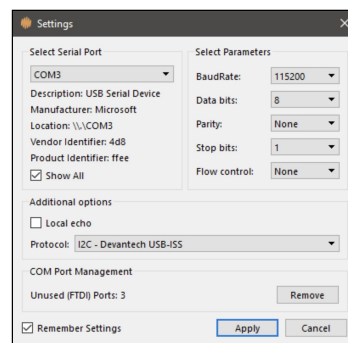 Settings
Select Serial Port
COM3
Description: USB Serial Device
Manufacturer: Microsoft
Location: \\.\COM3
Vendor Identifier: 4d8
Product Identifier: ffee
Show All
Select Parameters
BaudRate: 115200
Data bits: 8
Parity: None
Stop bits: 1
Flow control: None
Additional options
Local echo
Protocol: I2C - Devantech USB-ISS
COM Port Management
Unused (FTDI) Ports: 3 Remove
Remember Settings Apply Cancel